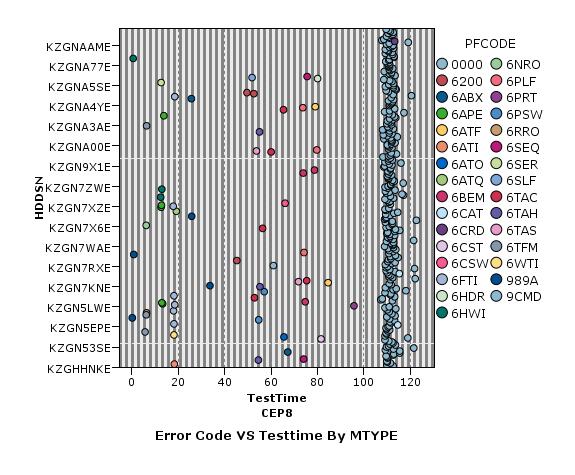 PFCODE
KZGNAAME
KZGNA77E
KZGNA5SE
KZGNA4YE
KZGNA3AE
KZGNA00E
KZGN9X1E
KZGN7ZWE
KZGN7XZE
KZGN7X6E
KZGN7WAE
KZGN7RXE
KZGN7KNE
KZGN5LWE
KZGN5EPE
KZGN53SE
KZGHHNKE
HDDSN
0000 6NRO
6200 6PLF
6ABX 6PRT
6APE 6PSW
6ATF 6RRO
6ATI 6SEQ
6ATO 6SER
6ATQ 6SLF
6BEM 6TAC
6CAT 6TAH
6CRD 6TAS
6CST 6TFM
6CSW 6WTI
6FTI 989A
6HDR 9CMD
6HWI
0 20 40 60 80 100 120
TestTime
CEP8
Error Code VS Testtime By MTYPE